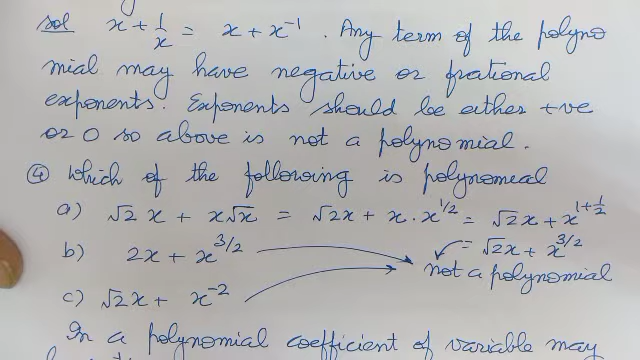 sol x + 1/x = x + x⁻¹. Any term of the polyno
mial may have negative or frational
exponents. Exponents should be either +ve
or 0 so above is not a polynomial.
④ Which of the following is polynomeal
a) √2 x + x√x = √2x + x · x^1/2 = √2x + x^1+1/2
= √2x + x^3/2
b) 2x + x^3/2
not a polynomial
c) √2x + x⁻²
In a polynomial coefficient of variable may